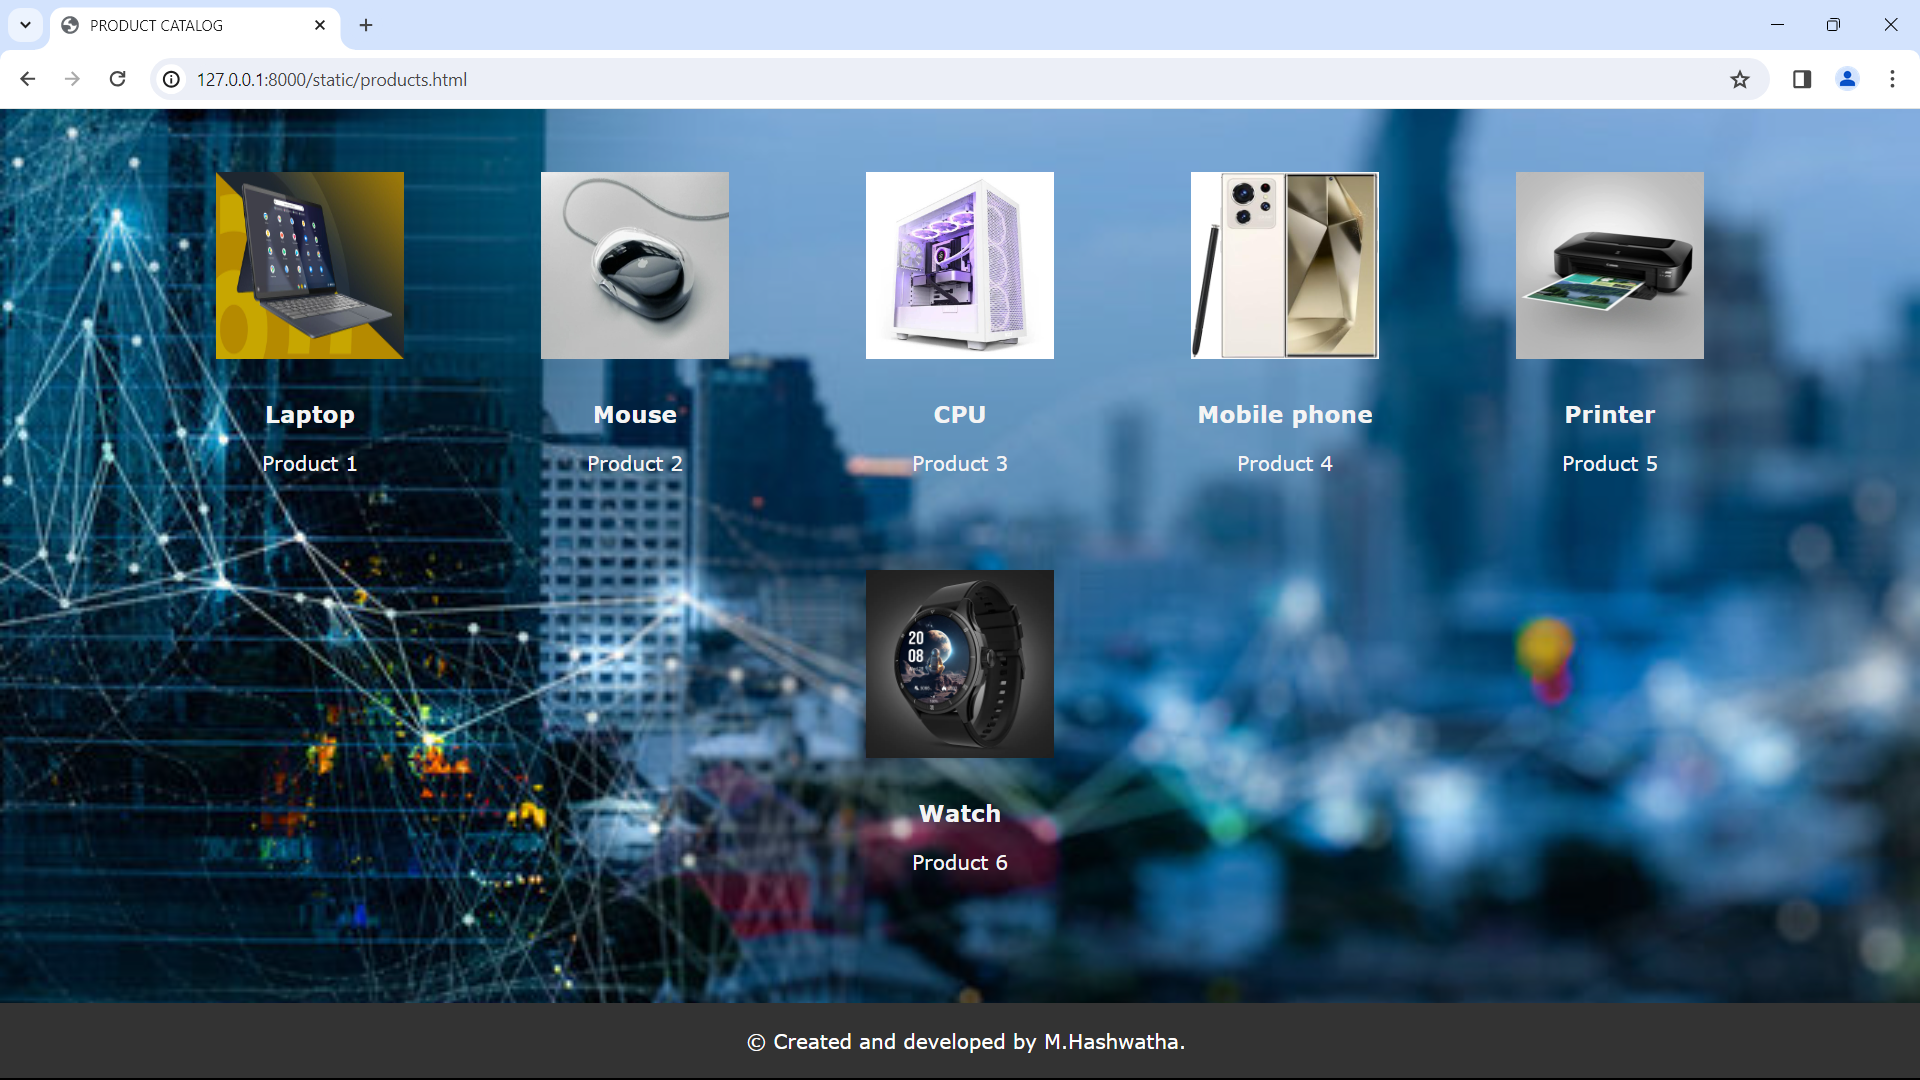 PRODUCT CATALOG
127.0.0.1:8000/static/products.html
Laptop
Mouse
CPU
Mobile phone
Printer
Product 1
Product 2
Product 3
Product 4
Product 5
20
08
Watch
Product 6
© Created and developed by M.Hashwatha.